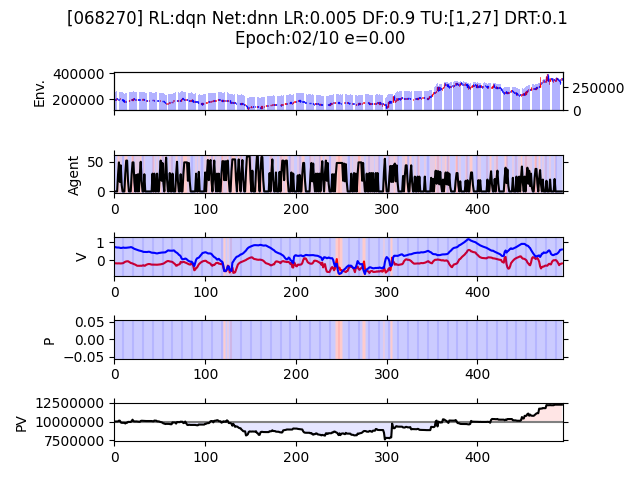 [068270] RL:dqn Net:dnn LR:0.005 DF:0.9 TU:[1,27] DRT:0.1
Epoch:02/10 e=0.00
Env.
400000
200000
250000
0
Agent
50
0
0 100 200 300 400
V
1
0
0 100 200 300 400
P
0.05
0.00
−0.05
0 100 200 300 400
PV
12500000
10000000
7500000
0 100 200 300 400